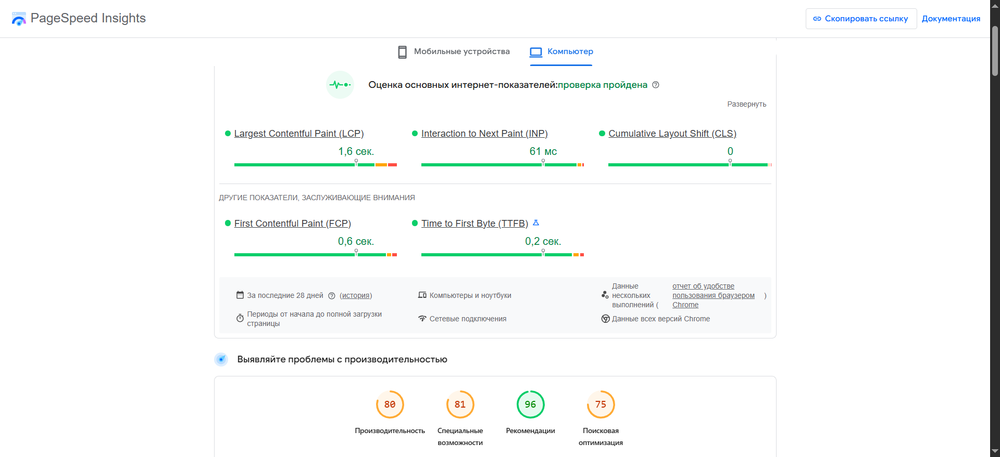 PageSpeed Insights
Скопировать ссылку
Документация
Мобильные устройства
Компьютер
Оценка основных интернет-показателей:проверка пройдена
Развернуть
Largest Contentful Paint (LCP)
1,6 сек.
Interaction to Next Paint (INP)
61 мс
Cumulative Layout Shift (CLS)
0
ДРУГИЕ ПОКАЗАТЕЛИ, ЗАСЛУЖИВАЮЩИЕ ВНИМАНИЯ
First Contentful Paint (FCP)
0,6 сек.
Time to First Byte (TTFB)
0,2 сек.
За последние 28 дней (история)
Компьютеры и ноутбуки
Данные
нескольких
выполнений (
отчет об удобстве
пользования браузером
Chrome
)
Периоды от начала до полной загрузки
страницы
Сетевые подключения
Данные всех версий Chrome
Выявляйте проблемы с производительностью
80
Производительность
81
Специальные
возможности
96
Рекомендации
75
Поисковая
оптимизация